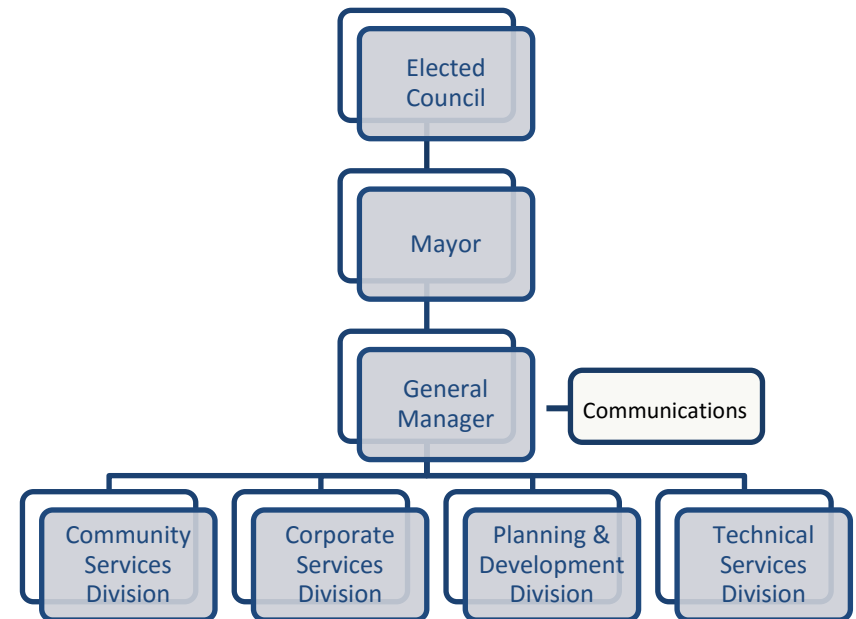 Elected
Council
Mayor
General
Manager
Communications
Community
Services
Division
Corporate
Services
Division
Planning &
Development
Division
Technical
Services
Division